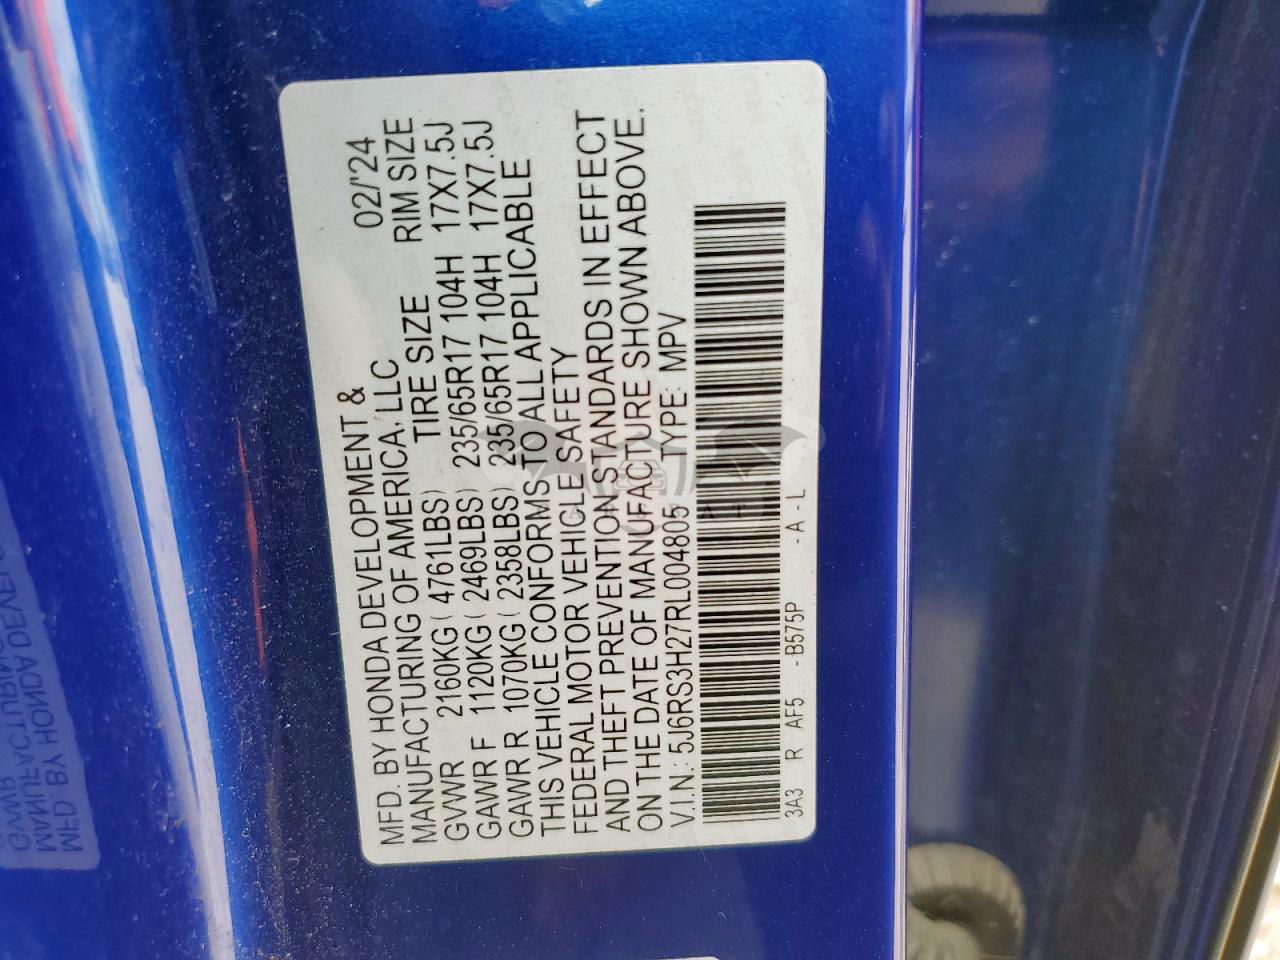 MFD. BY HONDA DEVELOPMENT & 02/'24
MANUFACTURING OF AMERICA, LLC
TIRE SIZE RIM SIZE
GVWR 2160KG ( 4761LBS)
GAWR F 1120KG ( 2469LBS) 235/65R17 104H 17X7.5J
GAWR R 1070KG ( 2358LBS) 235/65R17 104H 17X7.5J
THIS VEHICLE CONFORMS TO ALL APPLICABLE
FEDERAL MOTOR VEHICLE SAFETY
AND THEFT PREVENTION STANDARDS IN EFFECT
ON THE DATE OF MANUFACTURE SHOWN ABOVE.
V.I.N.: 5J6RS3H27RL004805 TYPE: MPV
3A3 R AF5 -B575P A - L